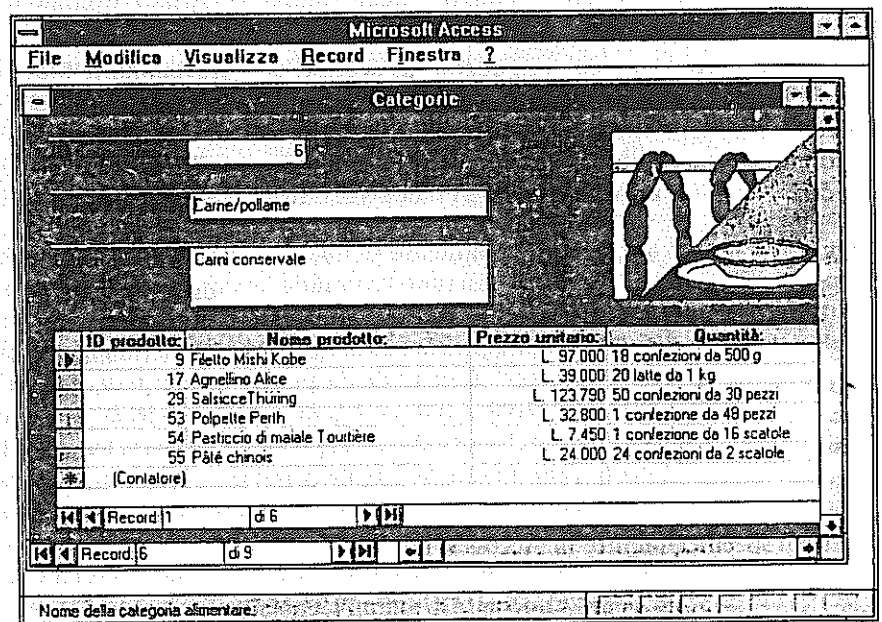 Microsoft Access
File Modifica Visualizza Record Finestra ?
Categorie
6
Carne/pollame
Carni conservate
ID prodotto: Nome prodotto: Prezzo unitario: Quantità:
9 Filetto Mishi Kobe L. 97.000 18 confezioni da 500 g
17 Agnellino Alice L. 39.000 20 latte da 1 kg
29 SalsicceThüring L. 123.790 50 confezioni da 30 pezzi
53 Polpette Perth L. 32.800 1 confezione da 48 pezzi
54 Pasticcio di maiale Tourtière L. 7.450 1 confezione da 16 scatole
55 Pâté chinois L. 24.000 24 confezioni da 2 scatole
(Contatore)
Record: 1 di 6
Record: 6 di 9
Nome della categoria alimentare.